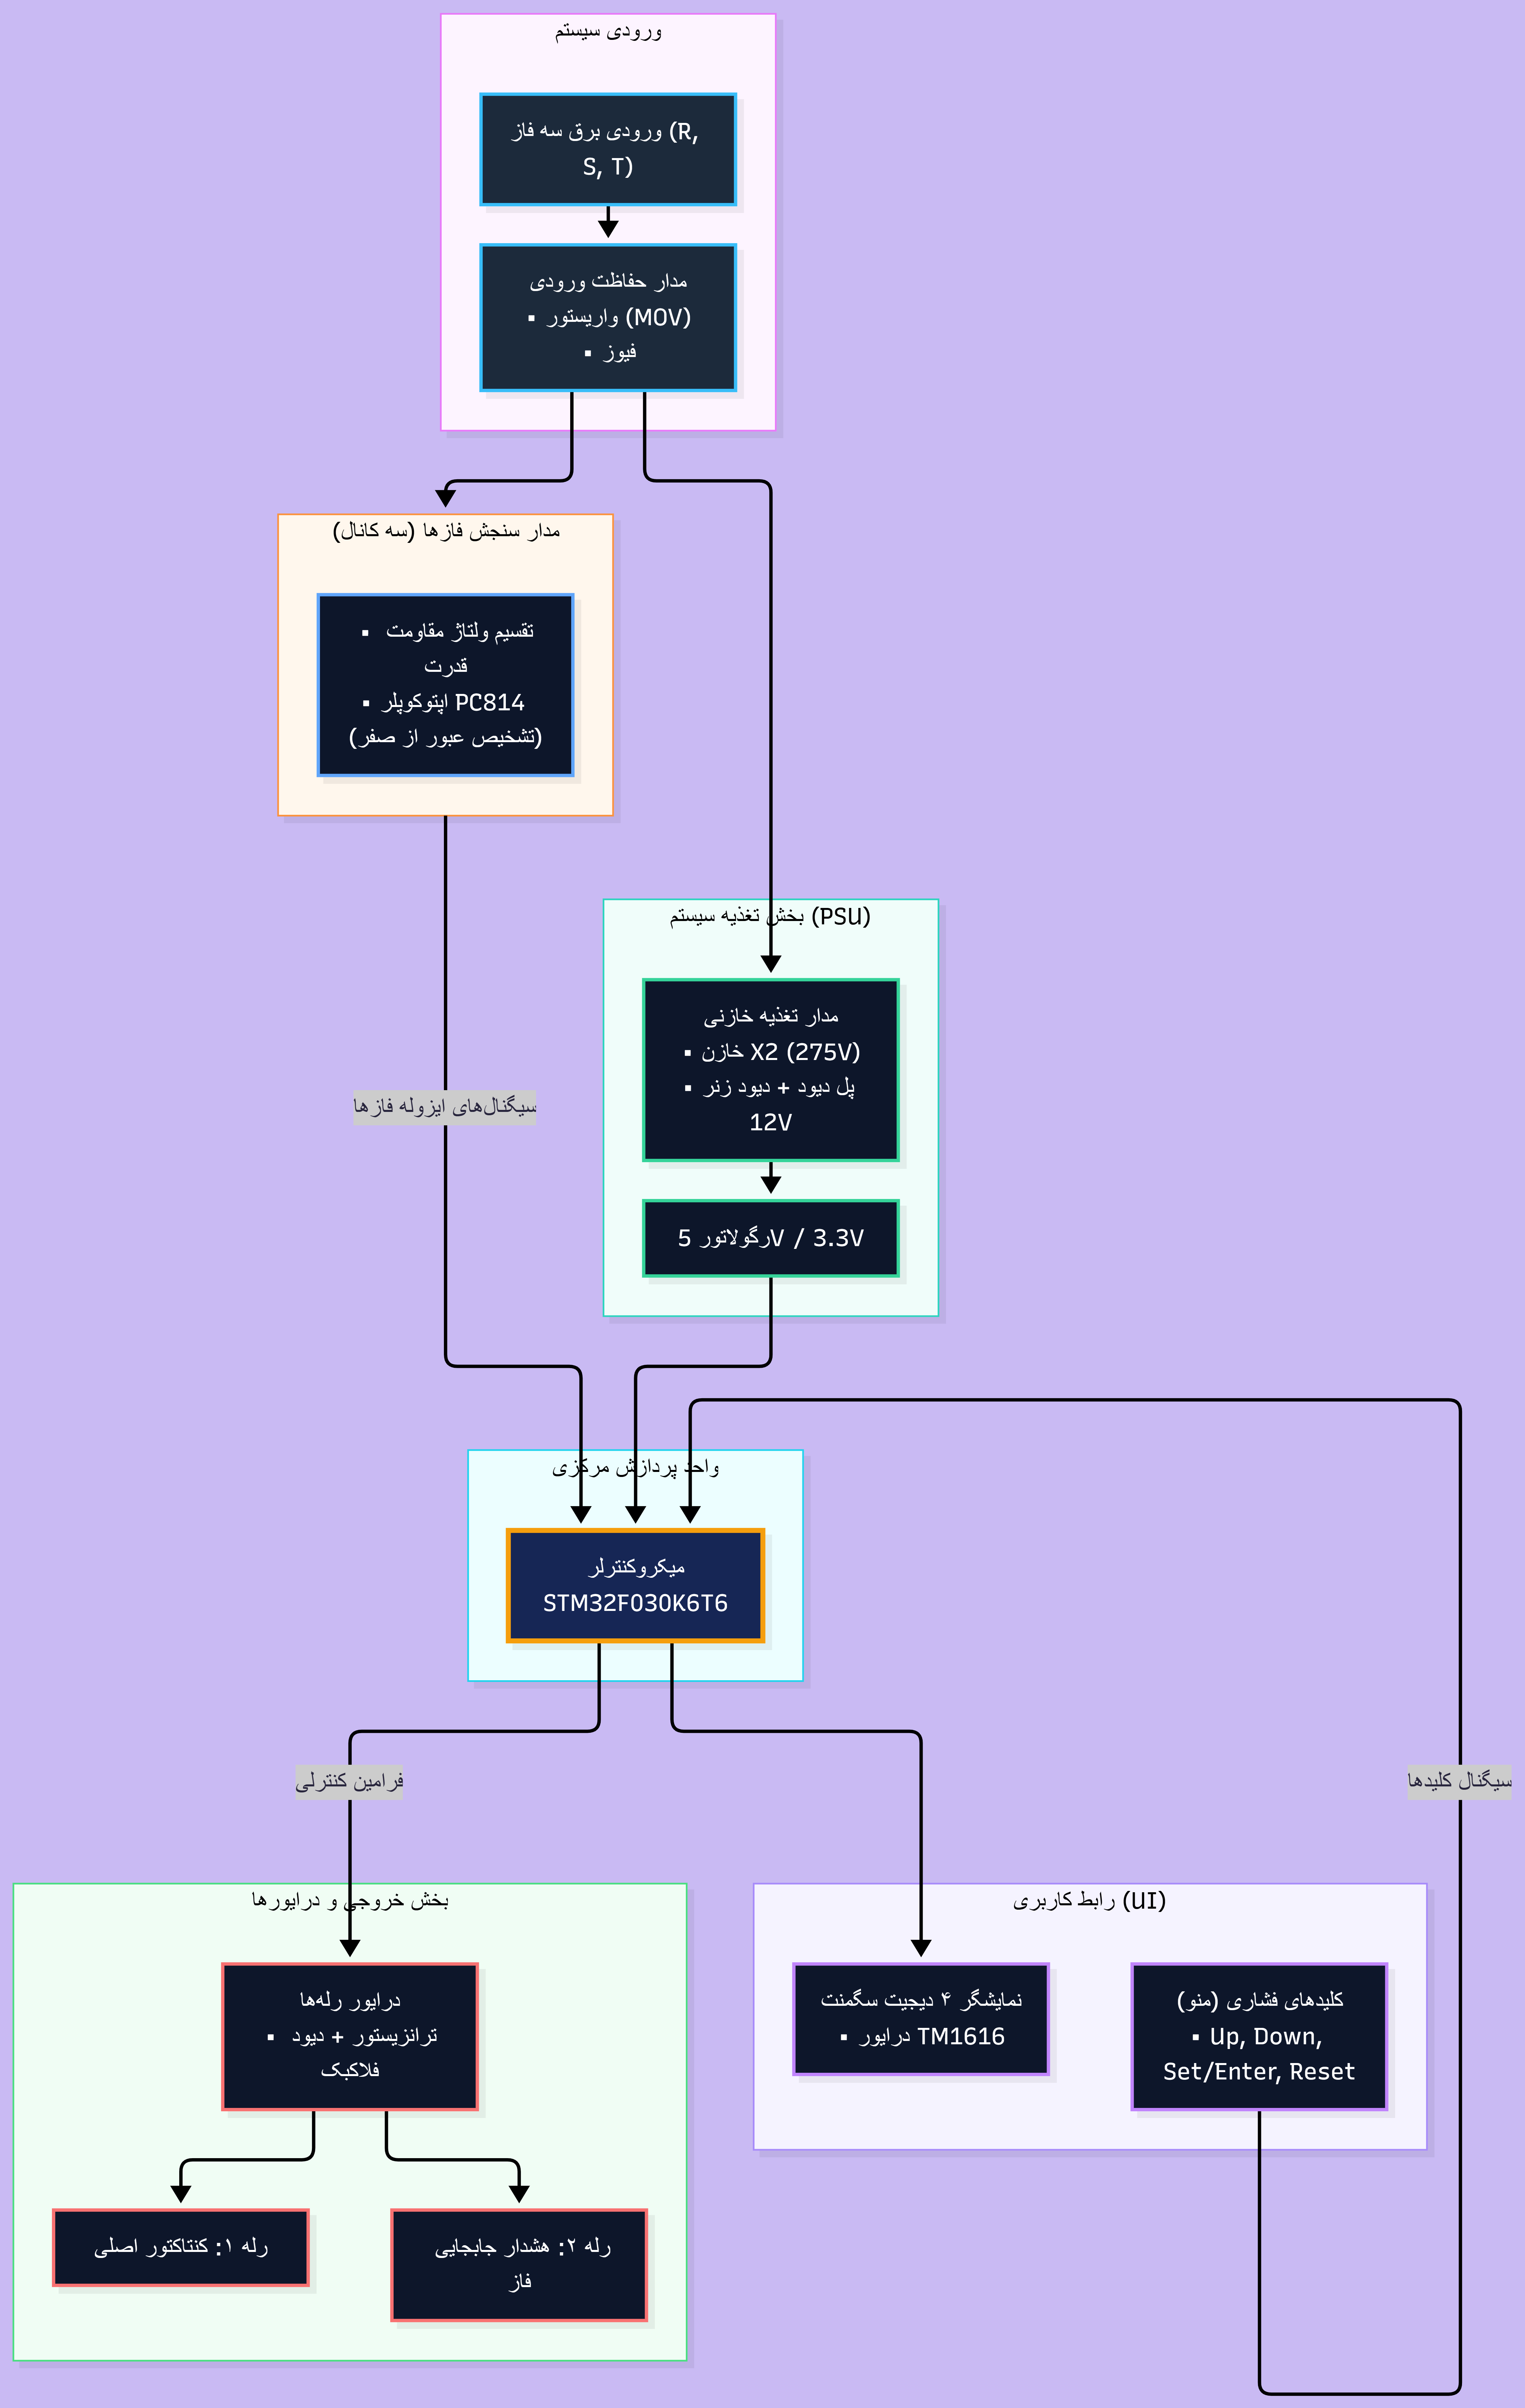 ورودی سیستم
ورودی برق سه فاز (R,
S, T)
مدار حفاظت ورودی
▪ واریستور (MOV)
▪ فیوز
مدار سنجش فازها (سه کانال)
▪ تقسیم ولتاژ مقاومت
قدرت
▪ اپتوکوپلر PC814
(تشخیص عبور از صفر)
بخش تغذیه سیستم (PSU)
مدار تغذیه خازنی
▪ خازن X2 (275V)
▪ پل دیود + دیود زنر
12V
سیگنال‌های ایزوله فازها
رگولاتور 5V / 3.3V
واحد پردازش مرکزی
میکروکنترلر
STM32F030K6T6
فرامین کنترلی
سیگنال کلیدها
بخش خروجی و درایورها
درایور رله‌ها
▪ ترانزیستور + دیود
فلاکبک
رله ۱: کنتاکتور اصلی
رله ۲: هشدار جابجایی
فاز
رابط کاربری (UI)
نمایشگر ۴ دیجیت سگمنت
▪ درایور TM1616
کلیدهای فشاری (منو)
▪ Up, Down,
Set/Enter, Reset